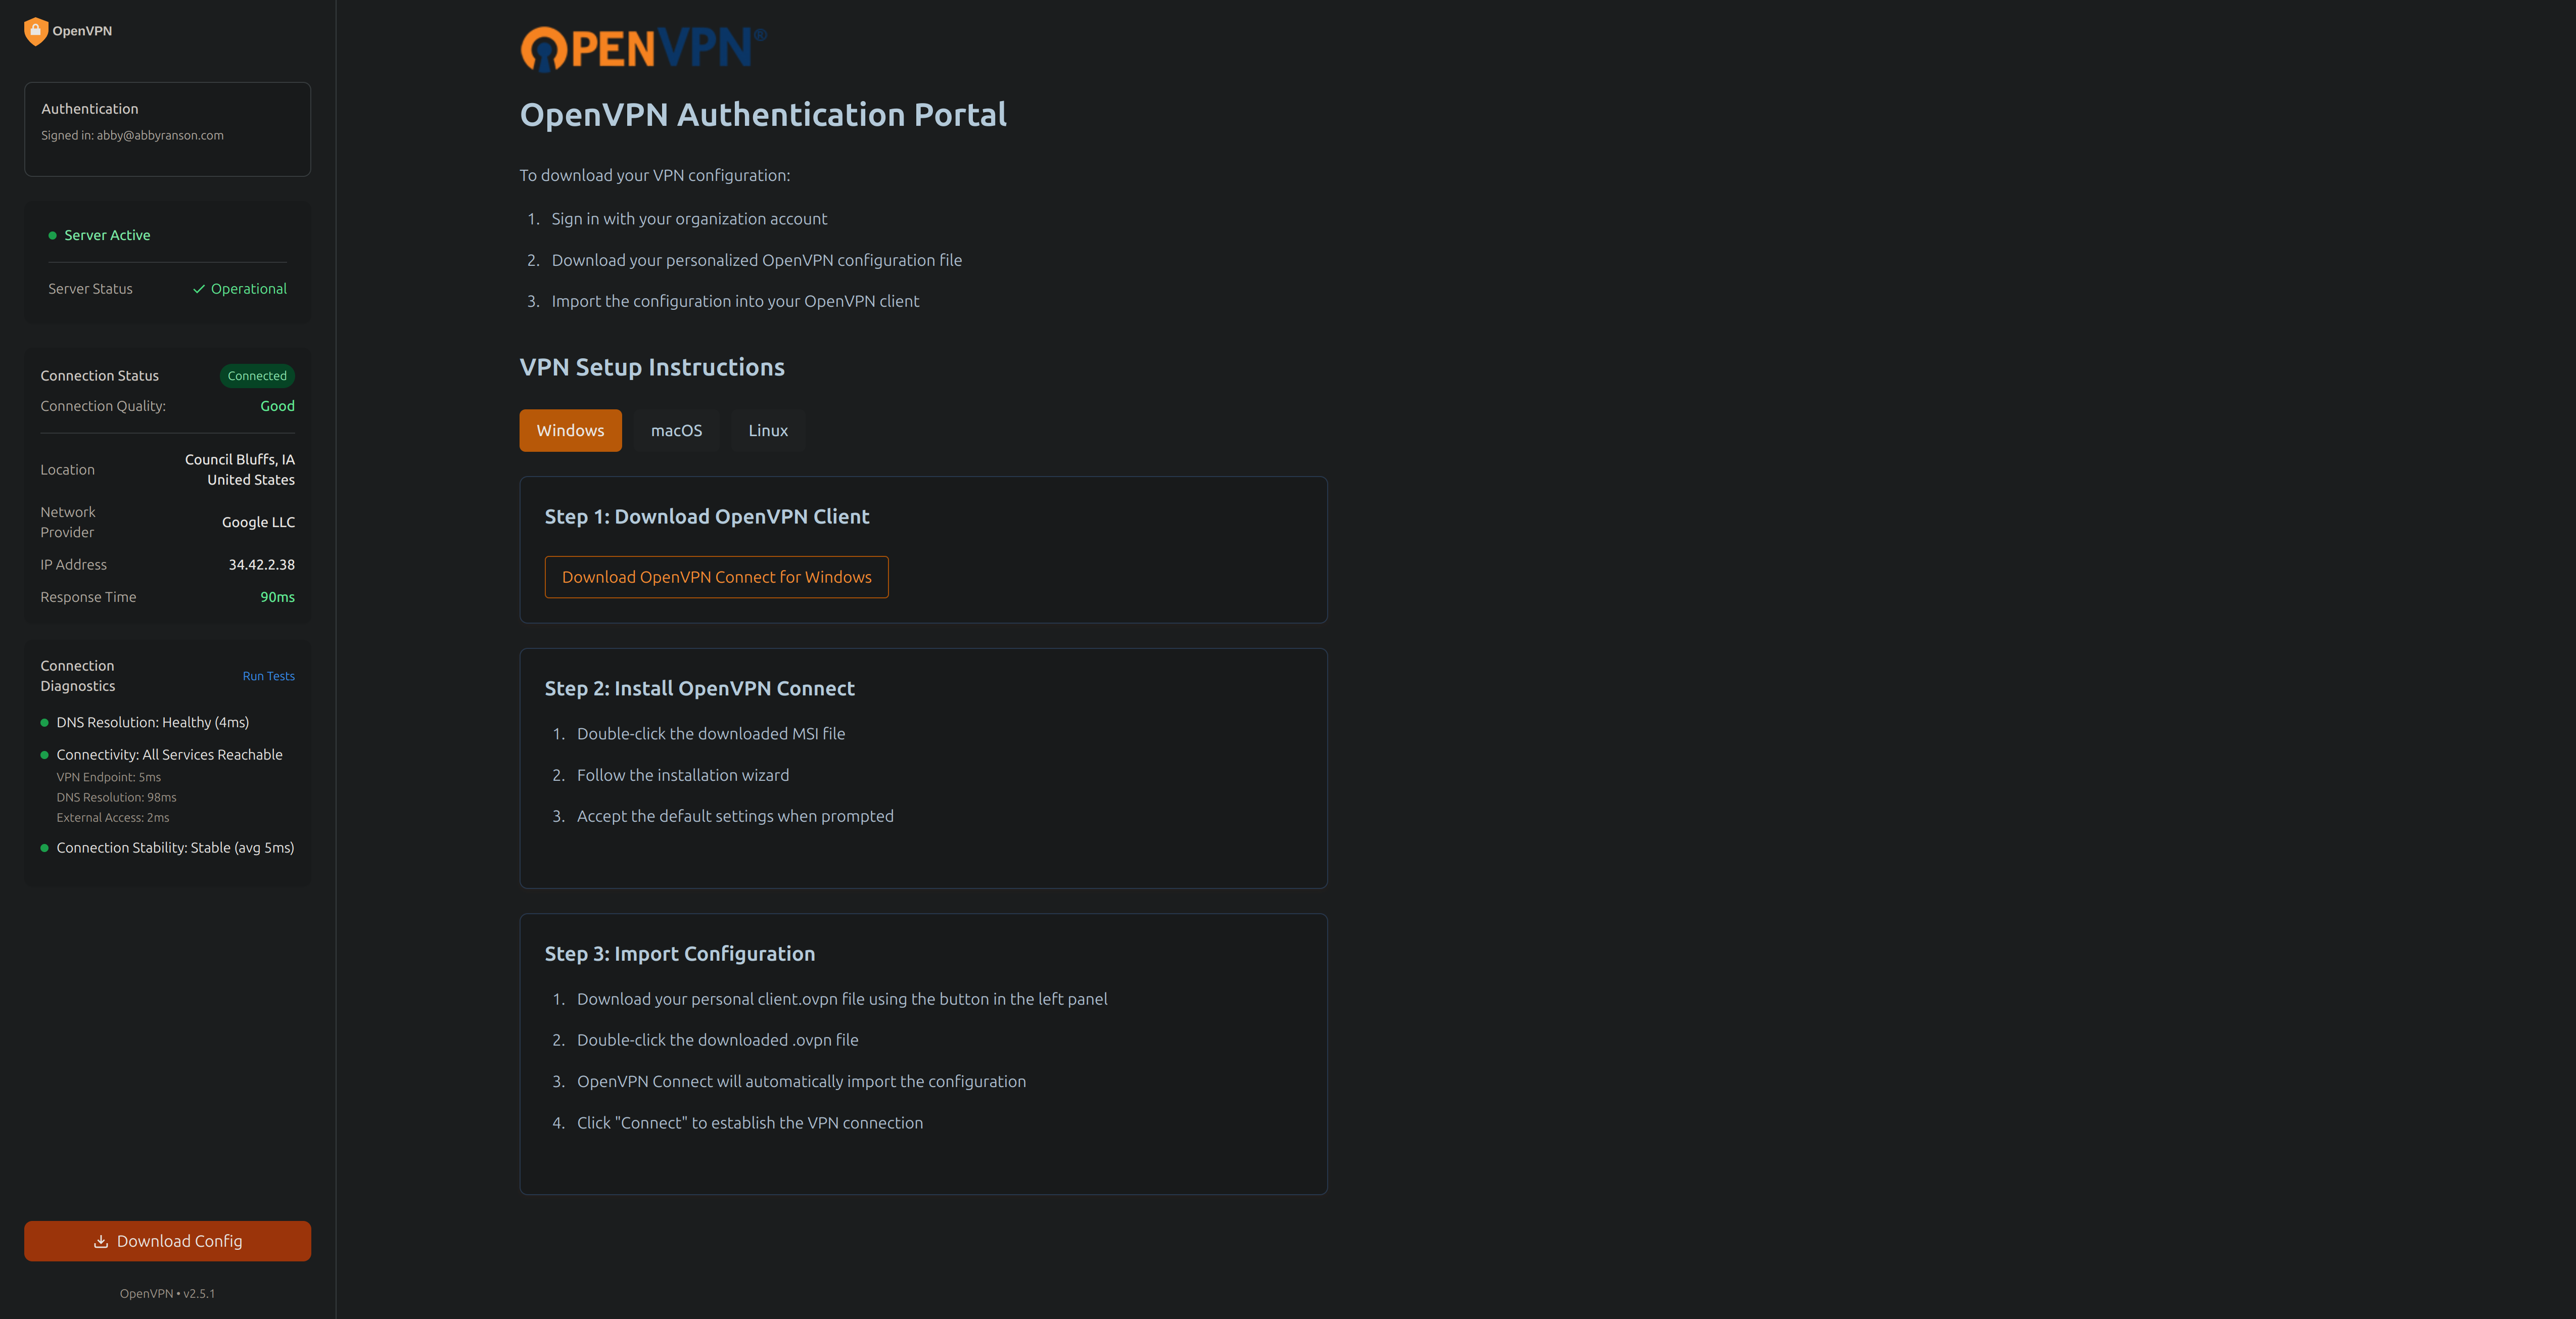 OpenVPN
Authentication
Signed in: abby@abbyranson.com
Server Active
Server Status
Operational
Connection Status
Connected
Connection Quality:
Good
Location
Council Bluffs, IA
United States
Network
Provider
Google LLC
IP Address
34.42.2.38
Response Time
90ms
Connection
Diagnostics
Run Tests
DNS Resolution: Healthy (4ms)
Connectivity: All Services Reachable
VPN Endpoint: 5ms
DNS Resolution: 98ms
External Access: 2ms
Connection Stability: Stable (avg 5ms)
Download Config
OpenVPN • v2.5.1
OPENVPN®
OpenVPN Authentication Portal
To download your VPN configuration:
1. Sign in with your organization account
2. Download your personalized OpenVPN configuration file
3. Import the configuration into your OpenVPN client
VPN Setup Instructions
Windows
macOS
Linux
Step 1: Download OpenVPN Client
Download OpenVPN Connect for Windows
Step 2: Install OpenVPN Connect
1. Double-click the downloaded MSI file
2. Follow the installation wizard
3. Accept the default settings when prompted
Step 3: Import Configuration
1. Download your personal client.ovpn file using the button in the left panel
2. Double-click the downloaded .ovpn file
3. OpenVPN Connect will automatically import the configuration
4. Click "Connect" to establish the VPN connection